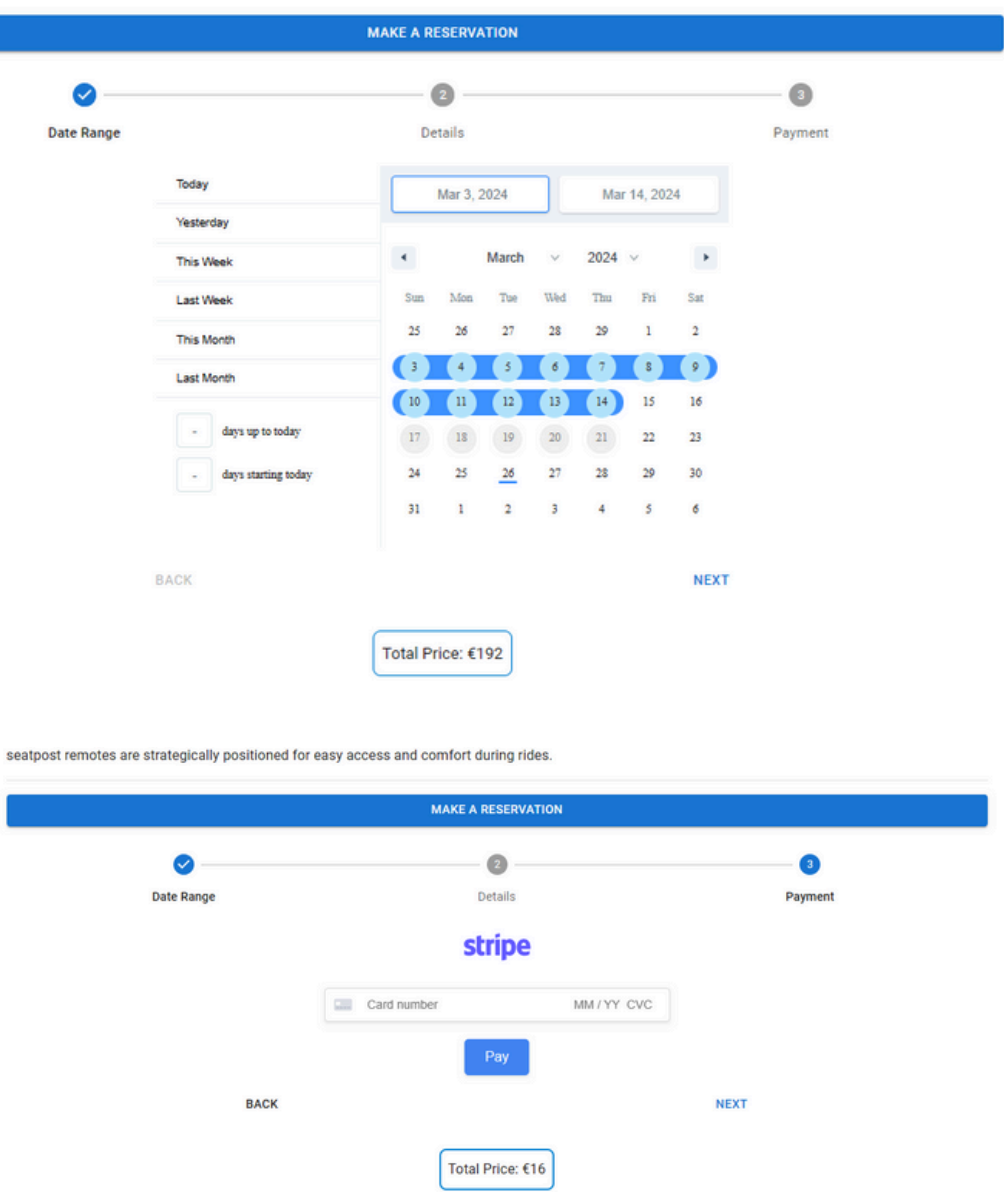 MAKE A RESERVATION
2 3
Date Range Details Payment
Today
Yesterday
This Week
Last Week
This Month
Last Month
- days up to today
- days starting today
Mar 3, 2024 Mar 14, 2024
March 2024
Sun Mon Tue Wed Thu Fri Sat
25 26 27 28 29 1 2
3 4 5 6 7 8 9
10 11 12 13 14 15 16
17 18 19 20 21 22 23
24 25 26 27 28 29 30
31 1 2 3 4 5 6
BACK NEXT
Total Price: €192
seatpost remotes are strategically positioned for easy access and comfort during rides.
MAKE A RESERVATION
2 3
Date Range Details Payment
stripe
Card number MM / YY CVC
Pay
BACK NEXT
Total Price: €16